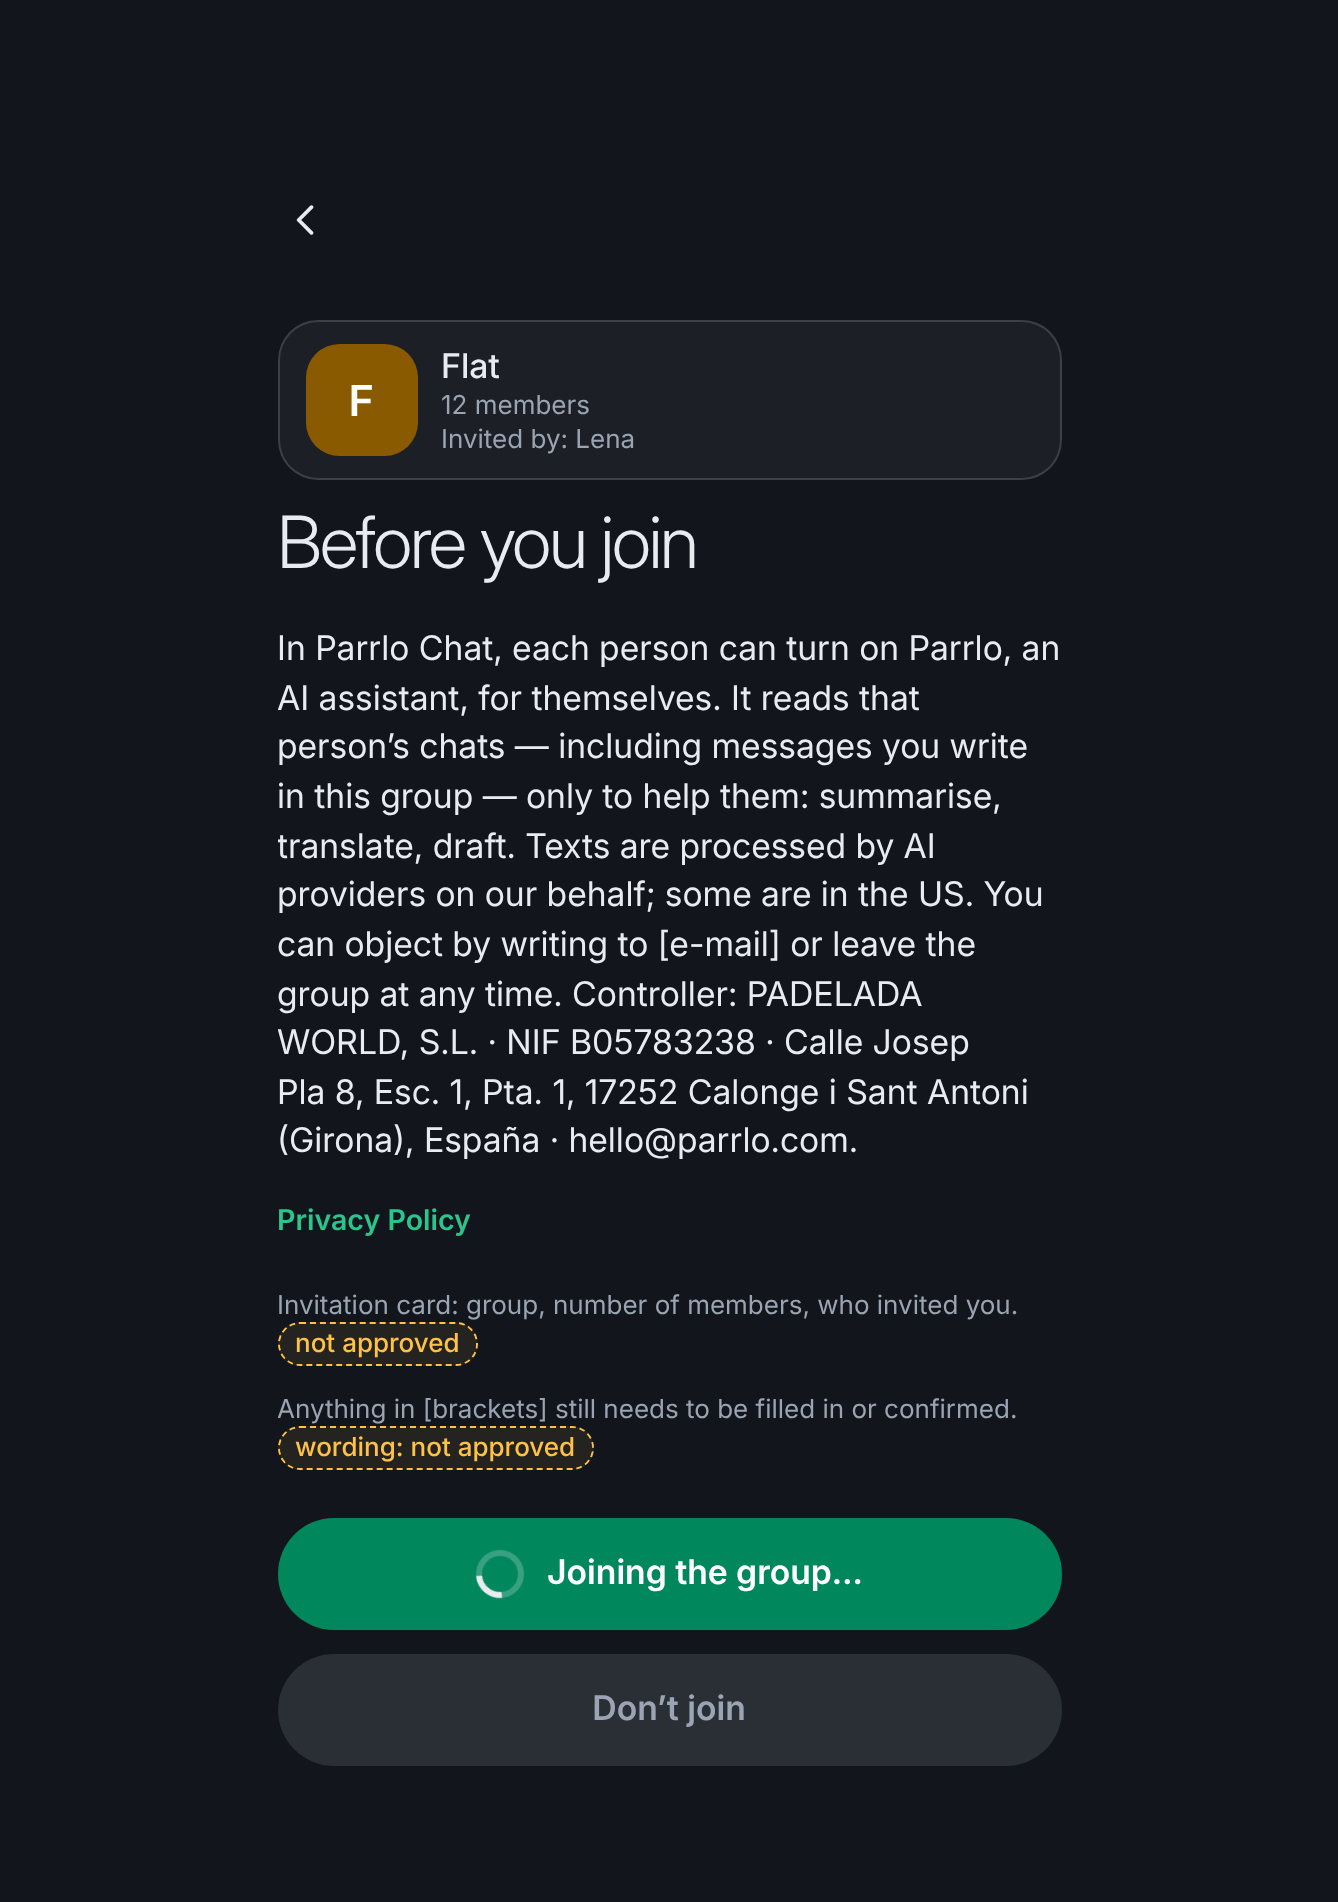 F
Flat
12 members
Invited by: Lena
Before you join
In Parrlo Chat, each person can turn on Parrlo, an
AI assistant, for themselves. It reads that
person’s chats — including messages you write
in this group — only to help them: summarise,
translate, draft. Texts are processed by AI
providers on our behalf; some are in the US. You
can object by writing to [e-mail] or leave the
group at any time. Controller: PADELADA
WORLD, S.L. · NIF B05783238 · Calle Josep
Pla 8, Esc. 1, Pta. 1, 17252 Calonge i Sant Antoni
(Girona), España · hello@parrlo.com.
Privacy Policy
Invitation card: group, number of members, who invited you.
not approved
Anything in [brackets] still needs to be filled in or confirmed.
wording: not approved
Joining the group…
Don’t join